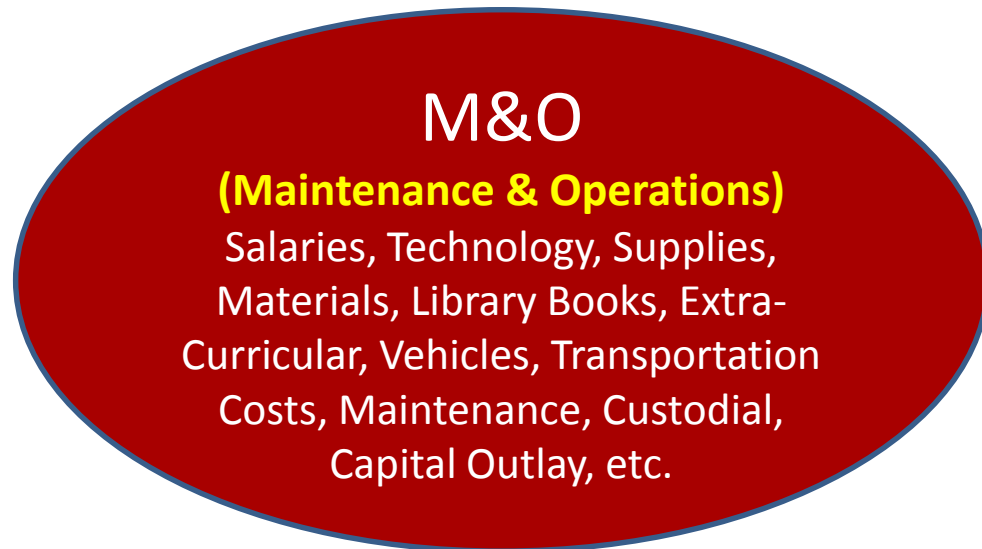 M&O
(Maintenance & Operations)
Salaries, Technology, Supplies,
Materials, Library Books, Extra-
Curricular, Vehicles, Transportation
Costs, Maintenance, Custodial,
Capital Outlay, etc.